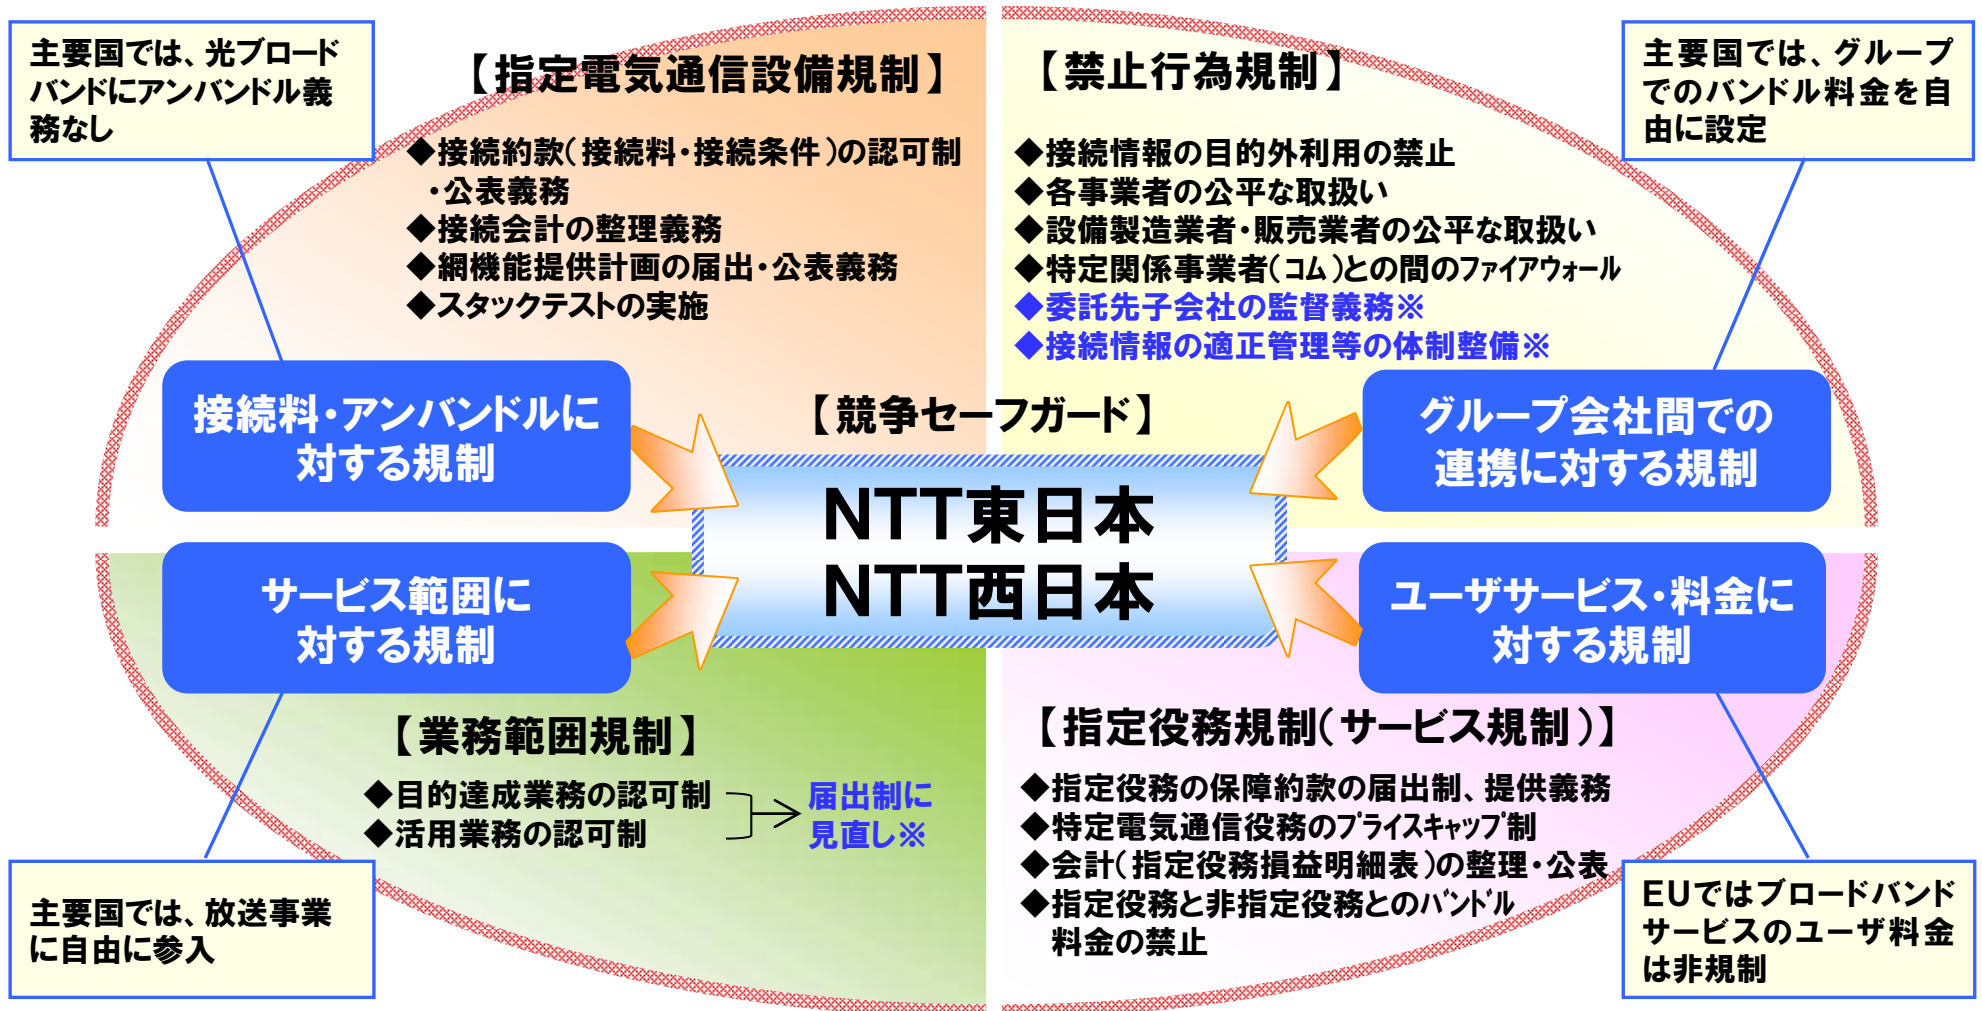 主要国では、光ブロード
バンドにアンバンドル義
務なし
【指定電気通信設備規制】
◆接続約款(接続料・接続条件)の認可制
・公表義務
◆接続会計の整理義務
◆網機能提供計画の届出・公表義務
◆スタックテストの実施
【禁止行為規制】
◆接続情報の目的外利用の禁止
◆各事業者の公平な取扱い
◆設備製造業者・販売業者の公平な取扱い
◆特定関係事業者(コム)との間のファイアウォール
◆委託先子会社の監督義務※
◆接続情報の適正管理等の体制整備※
主要国では、グループ
でのバンドル料金を自
由に設定
接続料・アンバンドルに
対する規制
【競争セーフガード】
グループ会社間での
連携に対する規制
NTT東日本
NTT西日本
サービス範囲に
対する規制
ユーザサービス・料金に
対する規制
【業務範囲規制】
◆目的達成業務の認可制
◆活用業務の認可制
届出制に
見直し※
【指定役務規制(サービス規制)】
◆指定役務の保障約款の届出制、提供義務
◆特定電気通信役務のプライスキャップ制
◆会計(指定役務損益明細表)の整理・公表
◆指定役務と非指定役務とのバンドル
料金の禁止
主要国では、放送事業
に自由に参入
EUではブロードバンド
サービスのユーザ料金
は非規制